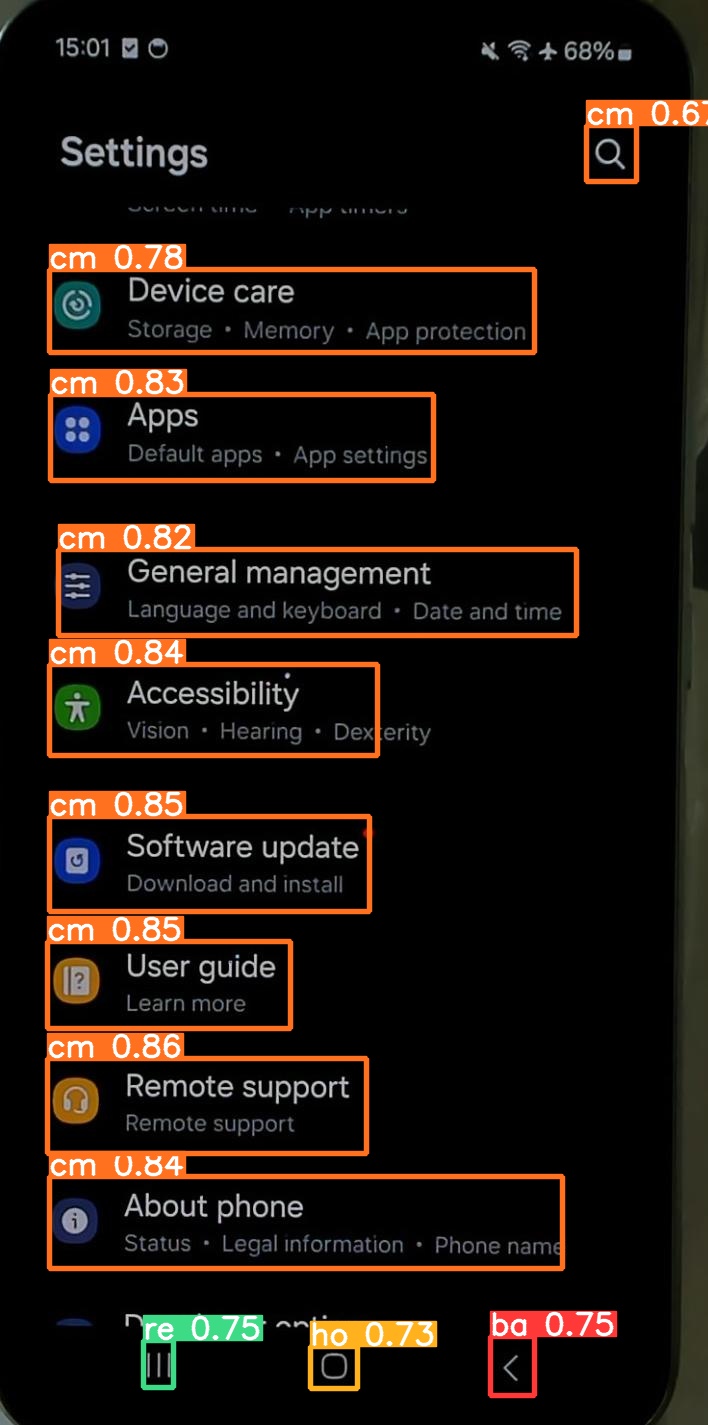 15:01 68%
cm 0.67
Settings
Screen time App timers
cm 0.78
Device care
Storage • Memory • App protection
cm 0.83
Apps
Default apps • App settings
cm 0.82
General management
Language and keyboard • Date and time
cm 0.84
Accessibility
Vision • Hearing • Dexterity
cm 0.85
Software update
Download and install
cm 0.85
User guide
Learn more
cm 0.86
Remote support
Remote support
cm 0.84
About phone
Status • Legal information • Phone name
re 0.75 ho 0.73 ba 0.75